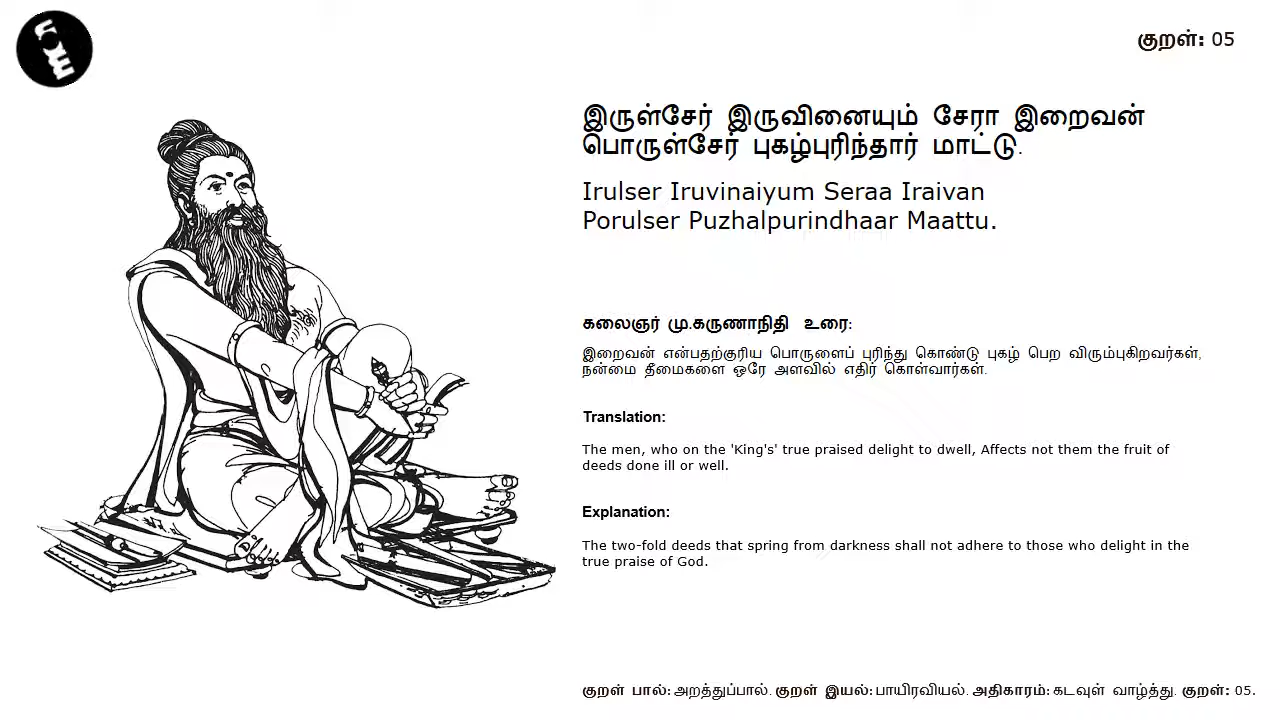 குறள்: 05
இருள்சேர் இருவினையும் சேரா இறைவன்
பொருள்சேர் புகழ்புரிந்தார் மாட்டு.
Irulser Iruvinaiyum Seraa Iraivan
Porulser Puzhalpurindhaar Maattu.
கலைஞர் மு.கருணாநிதி உரை:
இறைவன் என்பதற்குரிய பொருளைப் புரிந்து கொண்டு புகழ் பெற விரும்புகிறவர்கள்,
நன்மை தீமைகளை ஒரே அளவில் எதிர் கொள்வார்கள்.
Translation:
The men, who on the 'King's' true praised delight to dwell, Affects not them the fruit of
deeds done ill or well.
Explanation:
The two-fold deeds that spring from darkness shall not adhere to those who delight in the
true praise of God.
குறள் பால்: அறத்துப்பால். குறள் இயல்: பாயிரவியல். அதிகாரம்: கடவுள் வாழ்த்து. குறள்: 05.